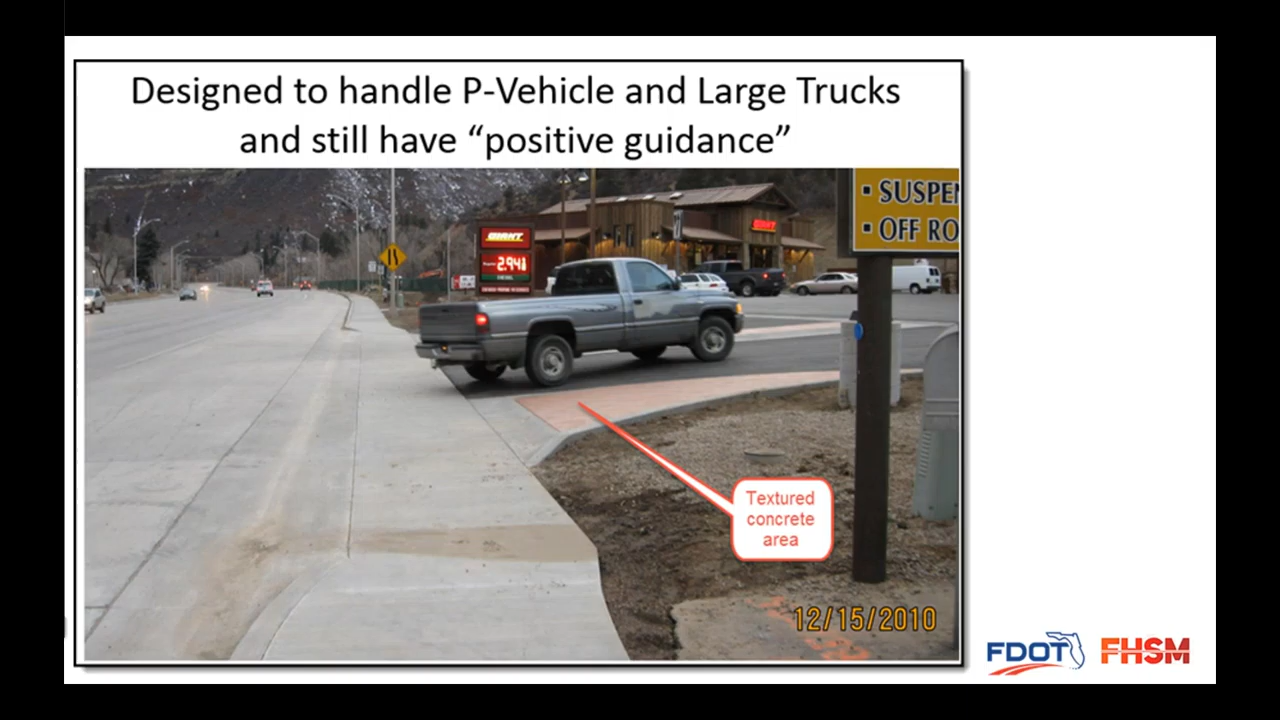 Designed to handle P-Vehicle and Large Trucks
and still have “positive guidance”
▪ SUSPEN
▪ OFF RO
GIANT
GIANT
2.94
Textured
concrete
area
12/15/2010
FDOT
FHSM